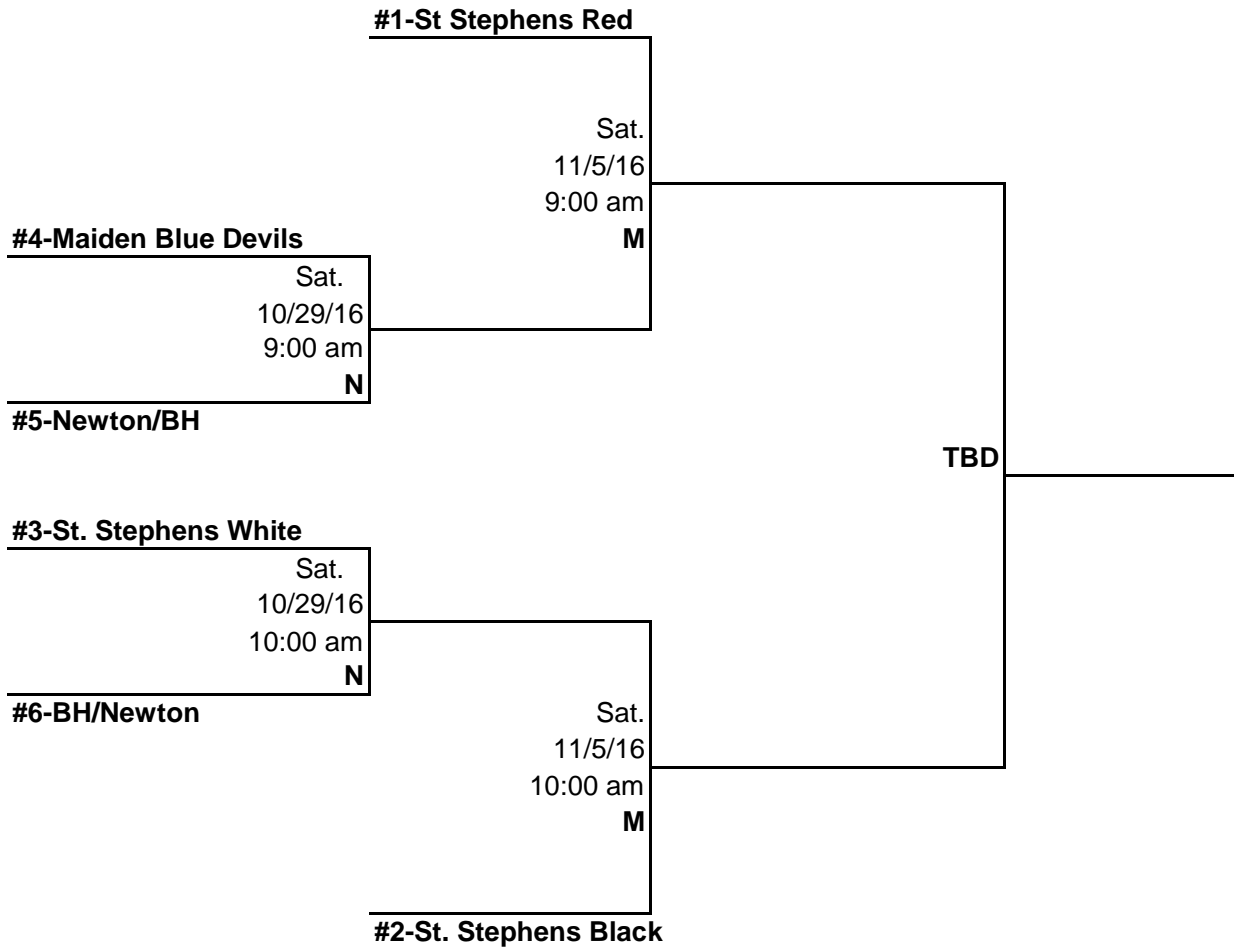 #1-St Stephens Red
Sat.
11/5/16
9:00 am
M
#4-Maiden Blue Devils
Sat.
10/29/16
9:00 am
N
#5-Newton/BH
TBD
#3-St. Stephens White
Sat.
10/29/16
10:00 am
N
#6-BH/Newton
Sat.
11/5/16
10:00 am
M
#2-St. Stephens Black